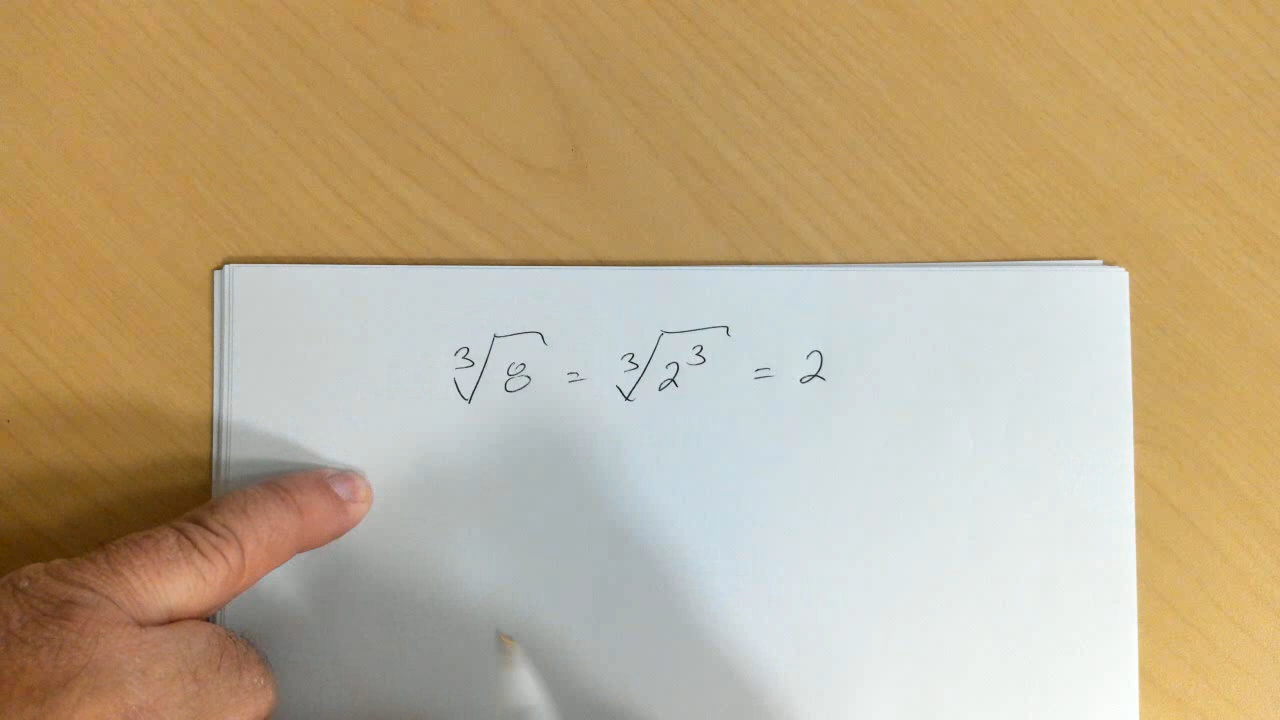 ∛8 = ∛2³ = 2